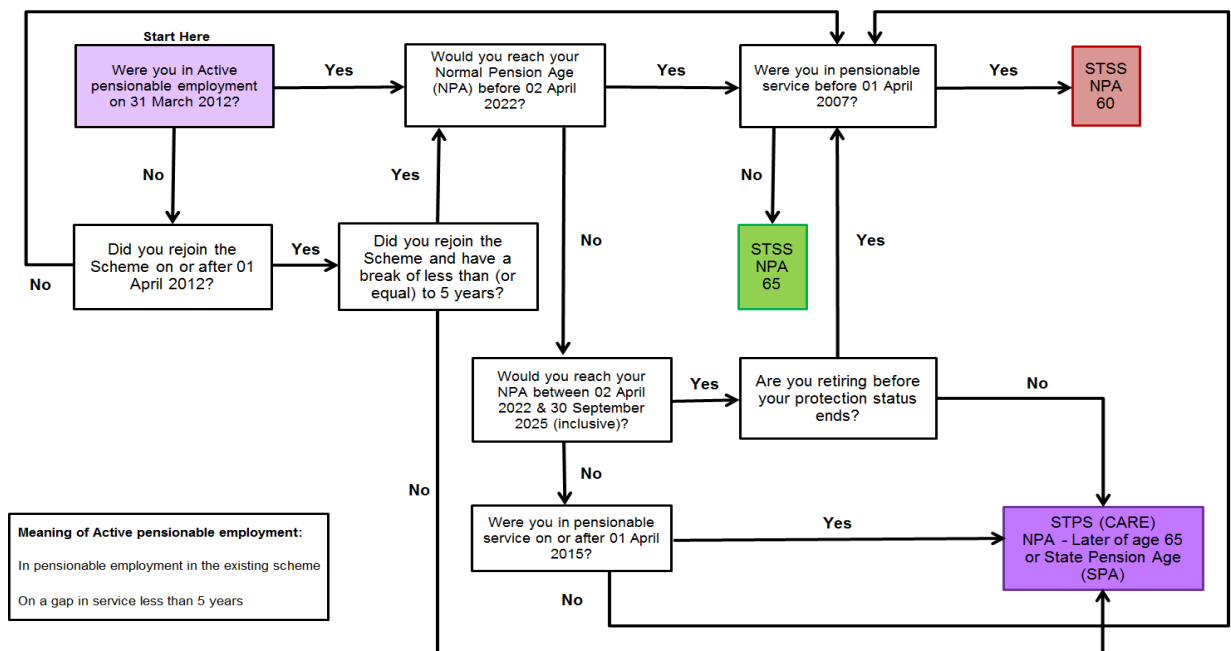 Start Here
Were you in Active
pensionable employment
on 31 March 2012?
Yes
Would you reach your
Normal Pension Age
(NPA) before 02 April
2022?
Yes
Were you in pensionable
service before 01 April
2007?
Yes
STSS
NPA
60
No
Yes
No
No
Yes
Did you rejoin the
Scheme on or after 01
April 2012?
Yes
No
Did you rejoin the
Scheme and have a
break of less than (or
equal) to 5 years?
STSS
NPA
65
Would you reach your
NPA between 02 April
2022 & 30 September
2025 (inclusive)?
Yes
Are you retiring before
your protection status
ends?
No
No
No
Were you in pensionable
service on or after 01
April 2015?
Yes
No
STPS (CARE)
NPA - Later of age 65
or State Pension Age
(SPA)
Meaning of Active pensionable employment:
In pensionable employment in the existing scheme
On a gap in service less than 5 years